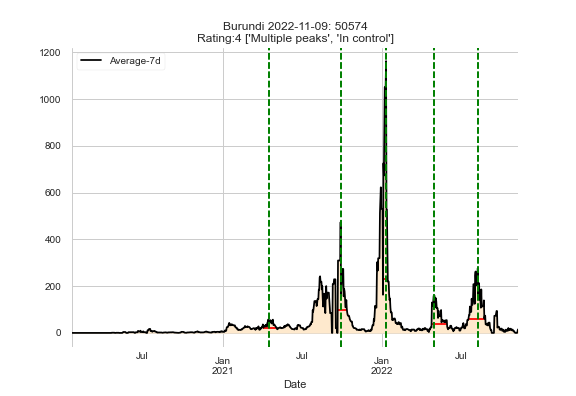 Burundi 2022-11-09: 50574
Rating:4 ['Multiple peaks', 'In control']
Average-7d
1200
1000
800
600
400
200
0
Jul
Jan
2021
Jul
Jan
2022
Jul
Date